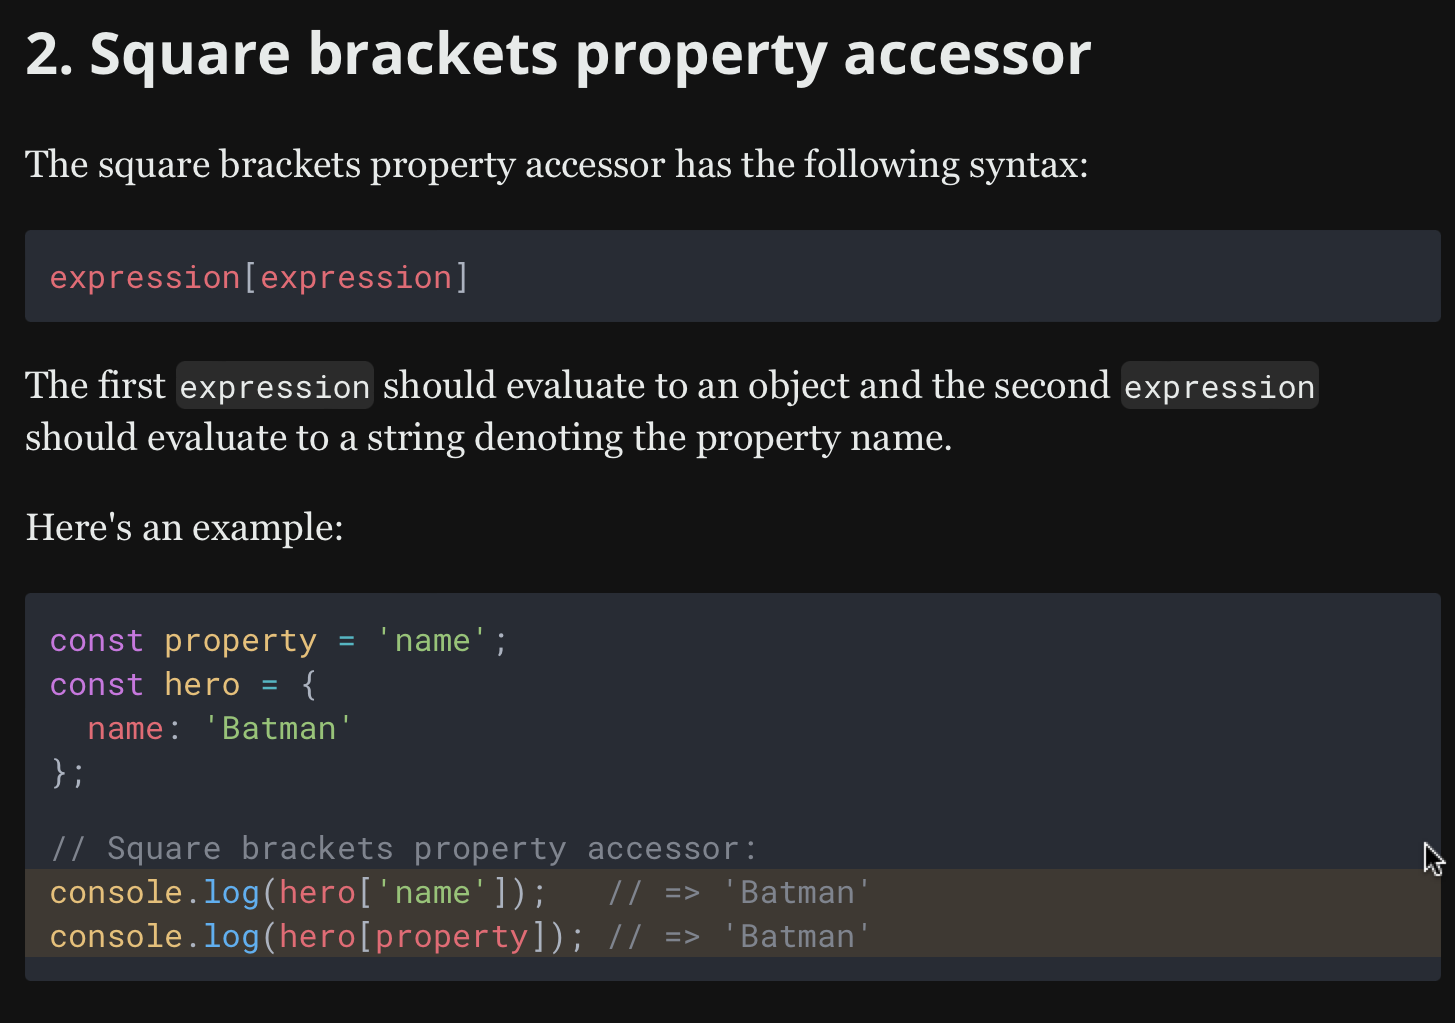 2. Square brackets property accessor
The square brackets property accessor has the following syntax:
expression[expression]
The first expression should evaluate to an object and the second expression
should evaluate to a string denoting the property name.
Here's an example:
const property = 'name';
const hero = {
  name: 'Batman'
};
// Square brackets property accessor:
console.log(hero['name']);   // => 'Batman'
console.log(hero[property]); // => 'Batman'